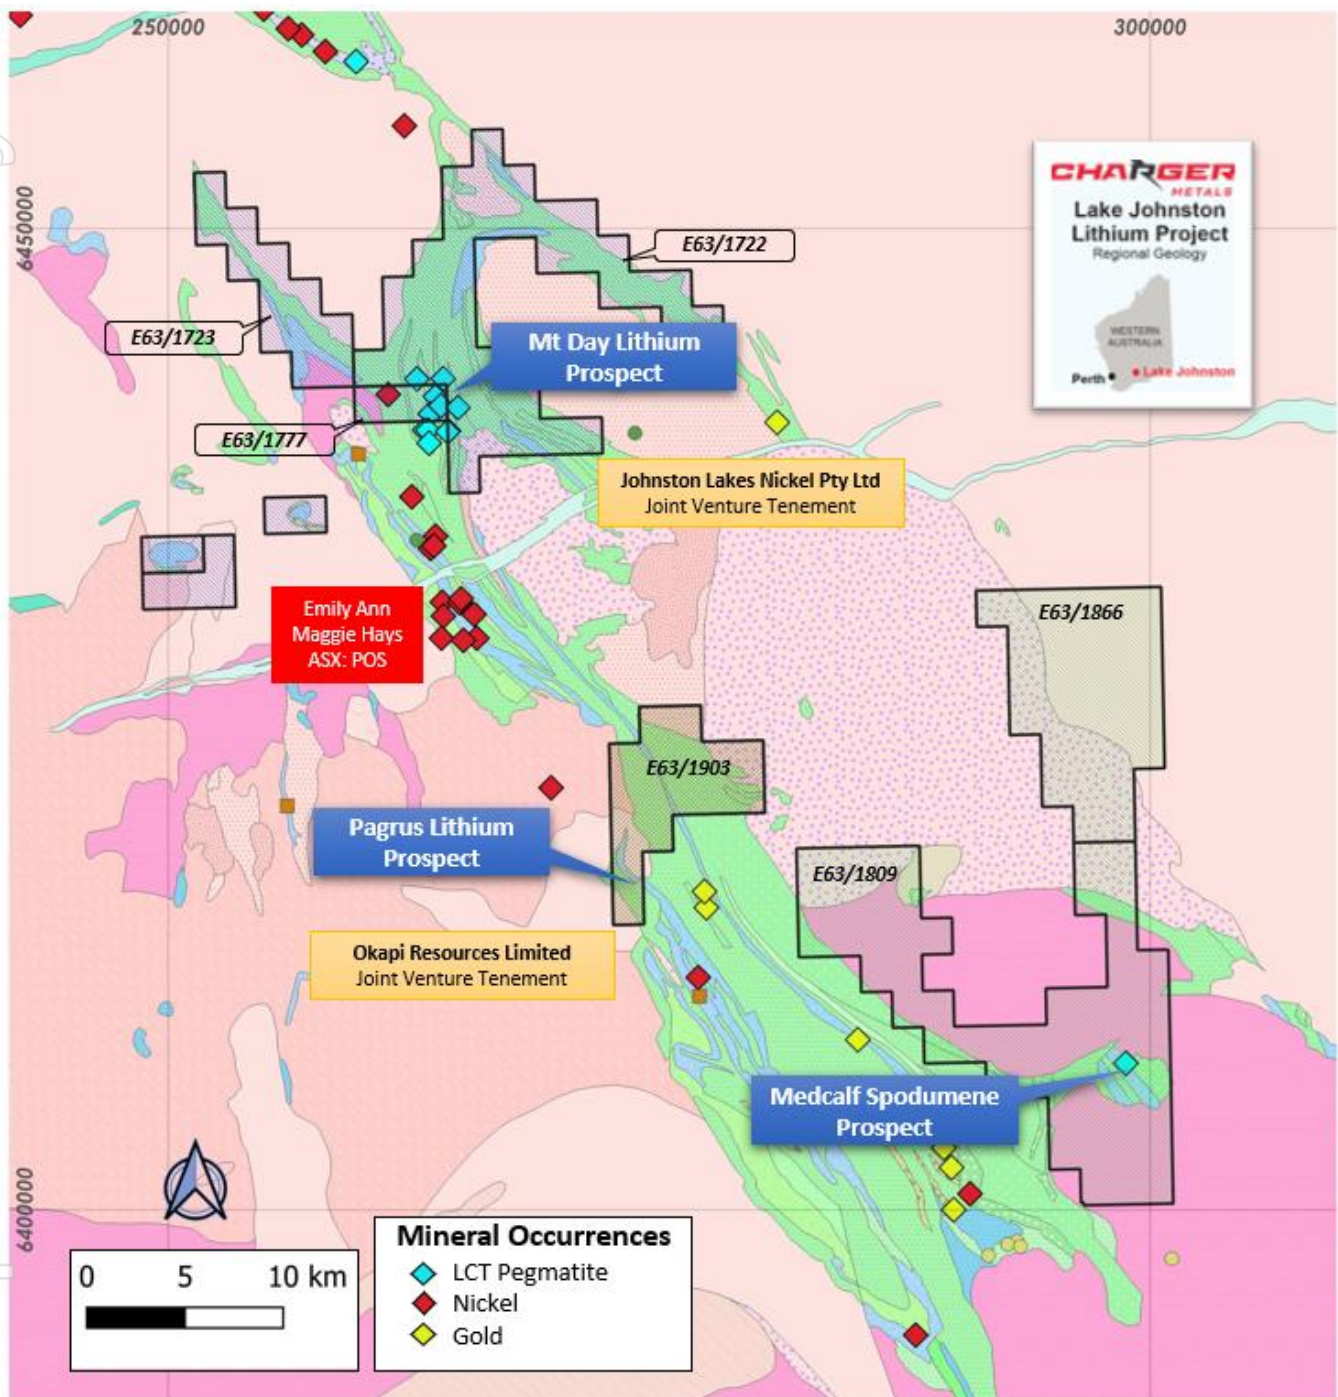 250000
300000
6450000
6400000
CHARGER
METALS
Lake Johnston
Lithium Project
Regional Geology
WESTERN
AUSTRALIA
Perth
Lake Johnston
E63/1722
E63/1723
Mt Day Lithium
Prospect
E63/1777
Johnston Lakes Nickel Pty Ltd
Joint Venture Tenement
Emily Ann
Maggie Hays
ASX: POS
E63/1866
E63/1903
Pagrus Lithium
Prospect
E63/1809
Okapi Resources Limited
Joint Venture Tenement
Medcalf Spodumene
Prospect
0 5 10 km
Mineral Occurrences
LCT Pegmatite
Nickel
Gold